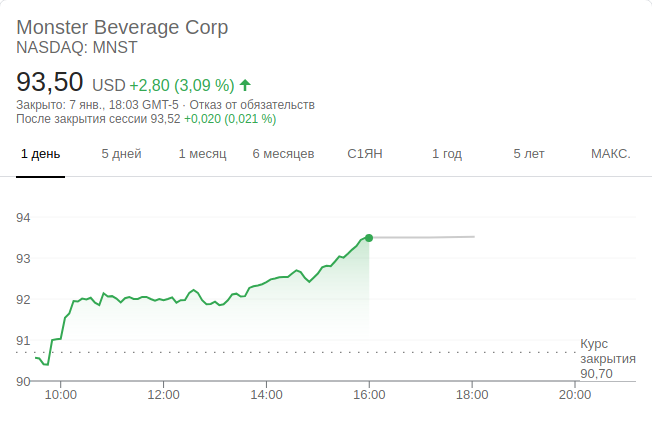 Monster Beverage Corp
NASDAQ: MNST
93,50 USD +2,80 (3,09 %)
Закрыто: 7 янв., 18:03 GMT-5 · Отказ от обязательств
После закрытия сессии 93,52 +0,020 (0,021 %)
1 день 5 дней 1 месяц 6 месяцев С1ЯН 1 год 5 лет МАКС.
94
93
92
91
90
Курс
закрытия
90,70
10:00 12:00 14:00 16:00 18:00 20:00